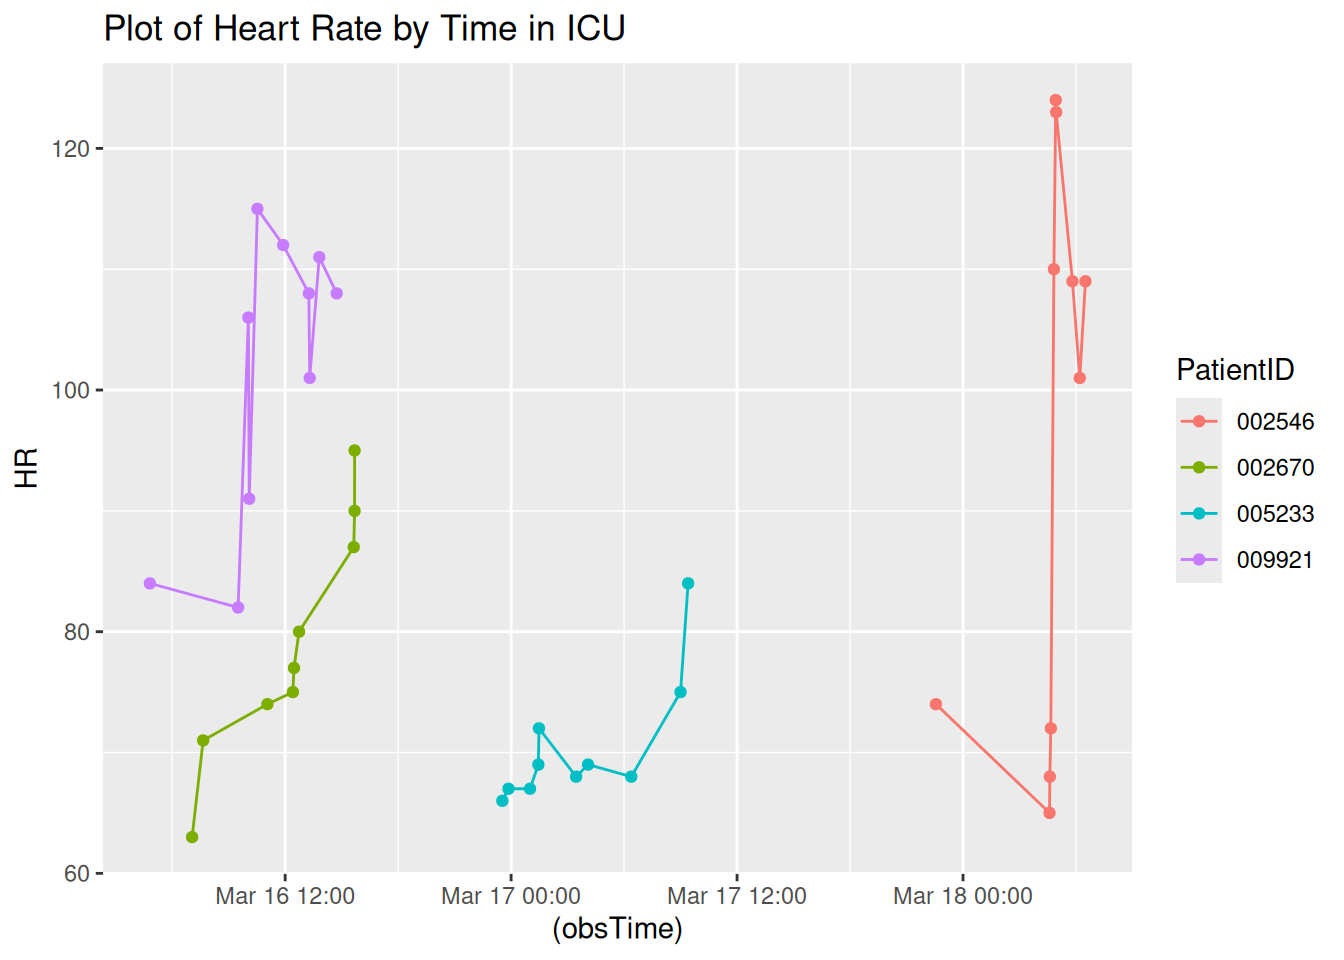 Plot of Heart Rate by Time in ICU
120
100
80
60
HR
Mar 16 12:00
Mar 17 00:00
Mar 17 12:00
Mar 18 00:00
(obsTime)
PatientID
002546
002670
005233
009921